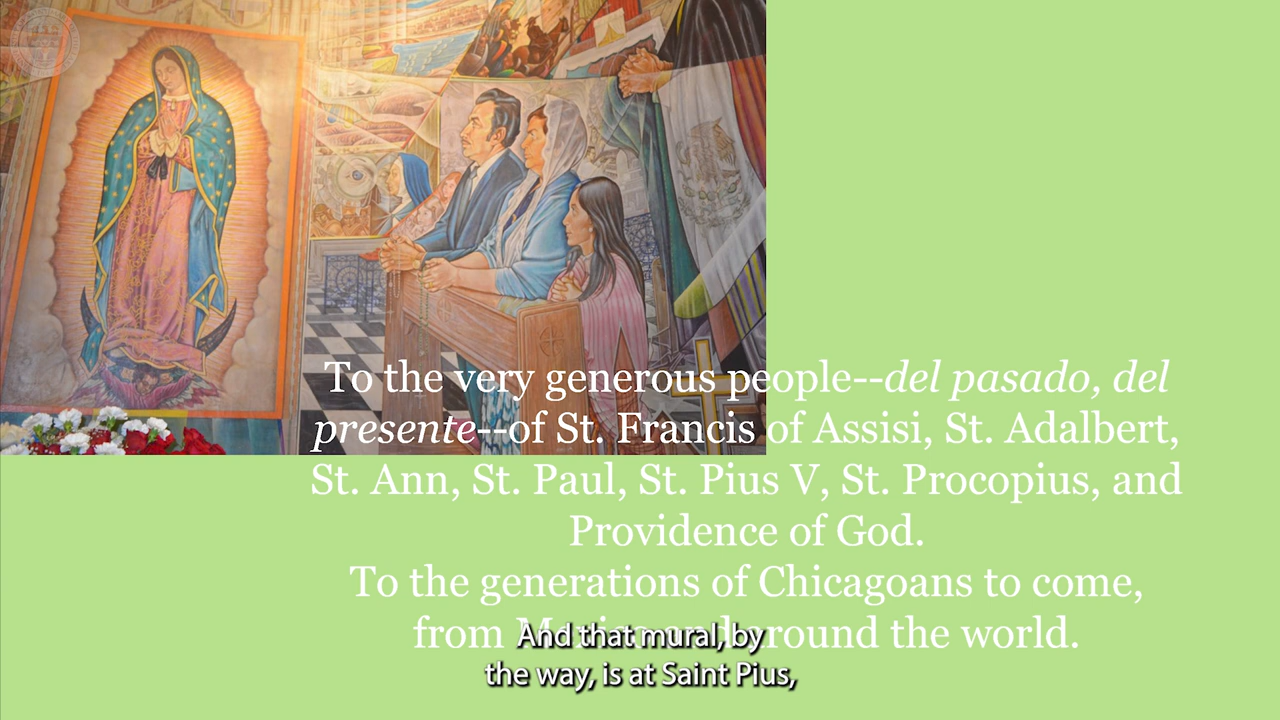 To the very generous people--del pasado, del
presente--of St. Francis of Assisi, St. Adalbert,
St. Ann, St. Paul, St. Pius V, St. Procopius, and
Providence of God.
To the generations of Chicagoans to come,
from Mexico and around the world.
And that mural, by
the way, is at Saint Pius,